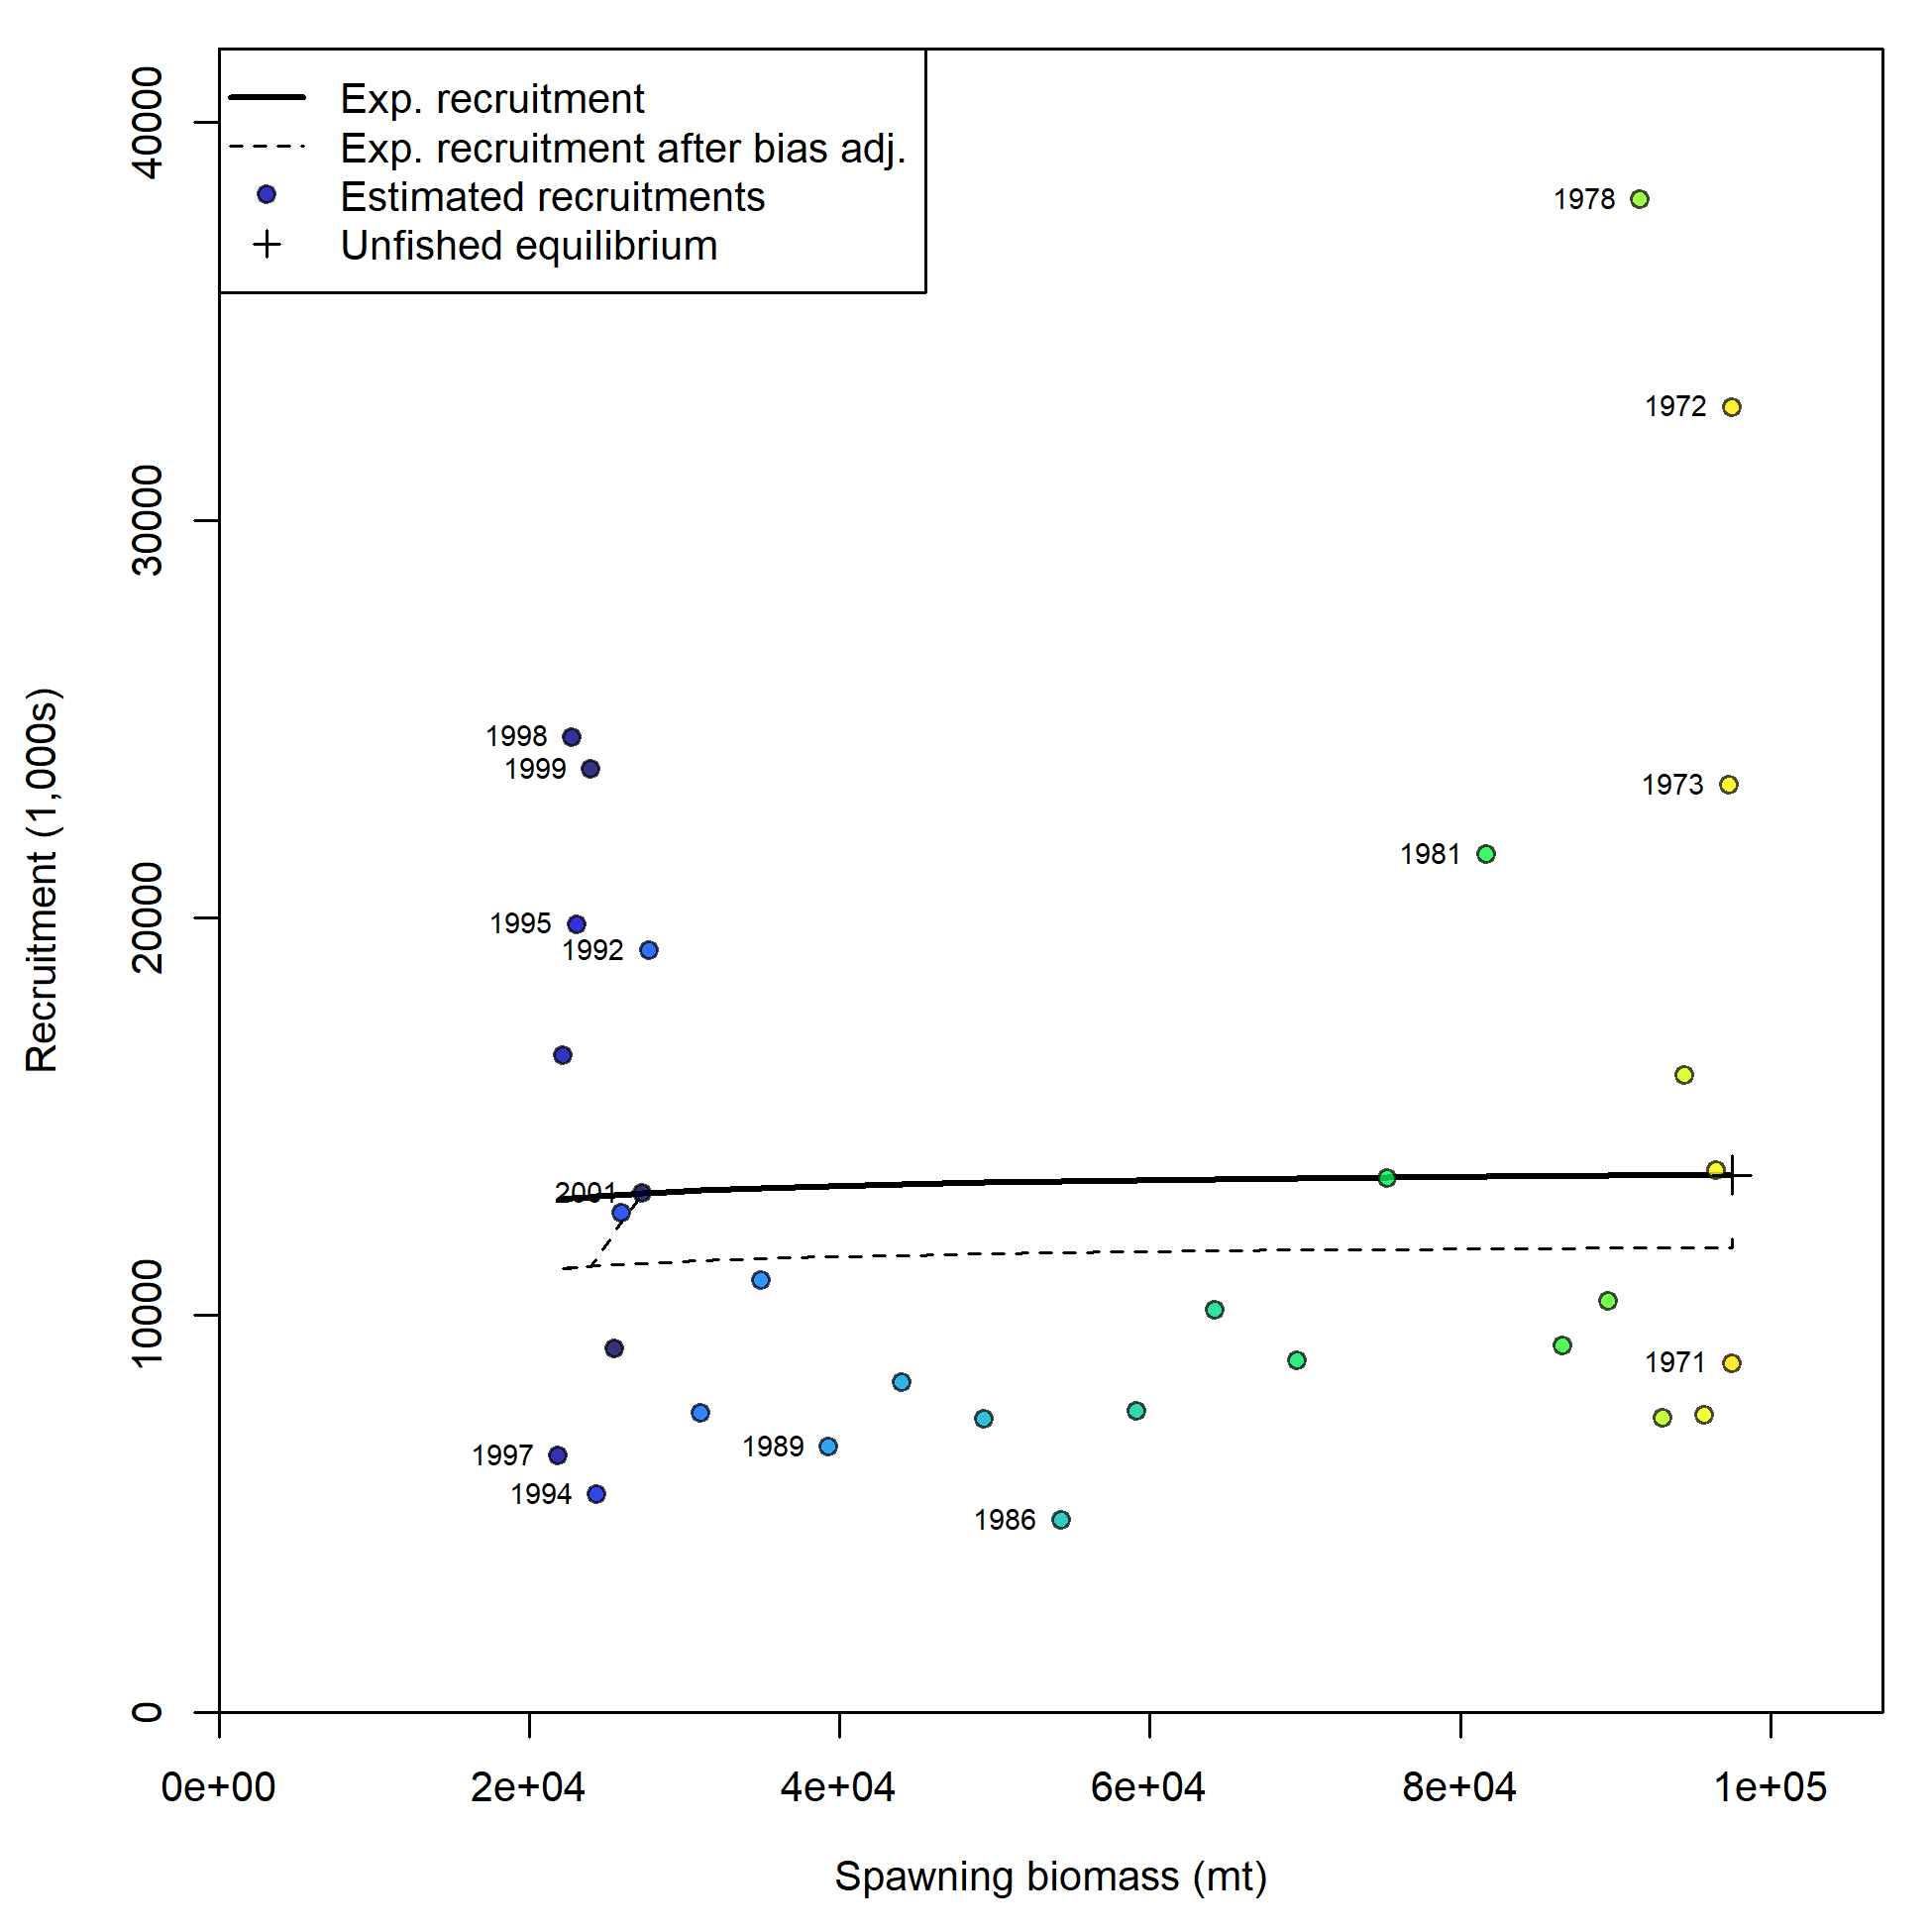 Exp. recruitment
Exp. recruitment after bias adj.
Estimated recruitments
Unfished equilibrium
40000
30000
20000
10000
0
Recruitment (1,000s)
1978
1972
1998
1999
1973
1981
1995
1992
2001
1971
1997
1989
1994
1986
0e+00 2e+04 4e+04 6e+04 8e+04 1e+05
Spawning biomass (mt)